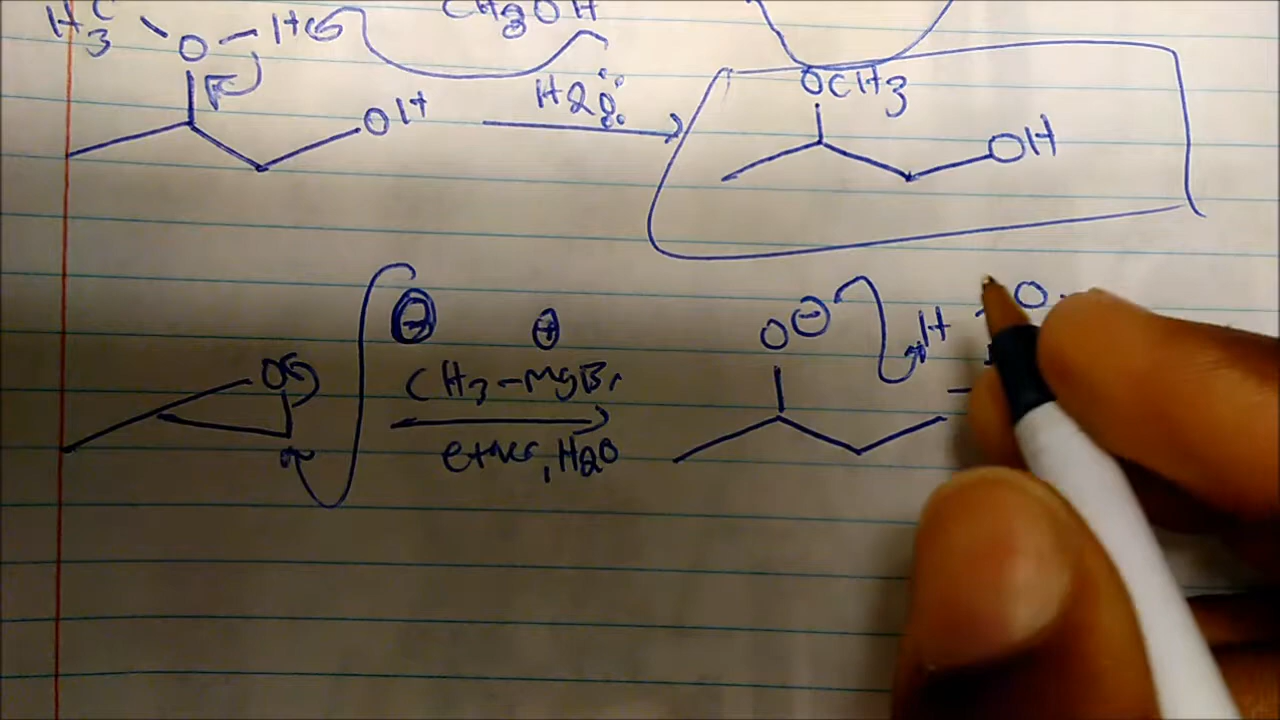 H3C CH3OH
O - H⊕
OH H2O: OCH3
OH
⊖ ⊕
O⊖ H - O
O CH3-MgBr
ether, H2O